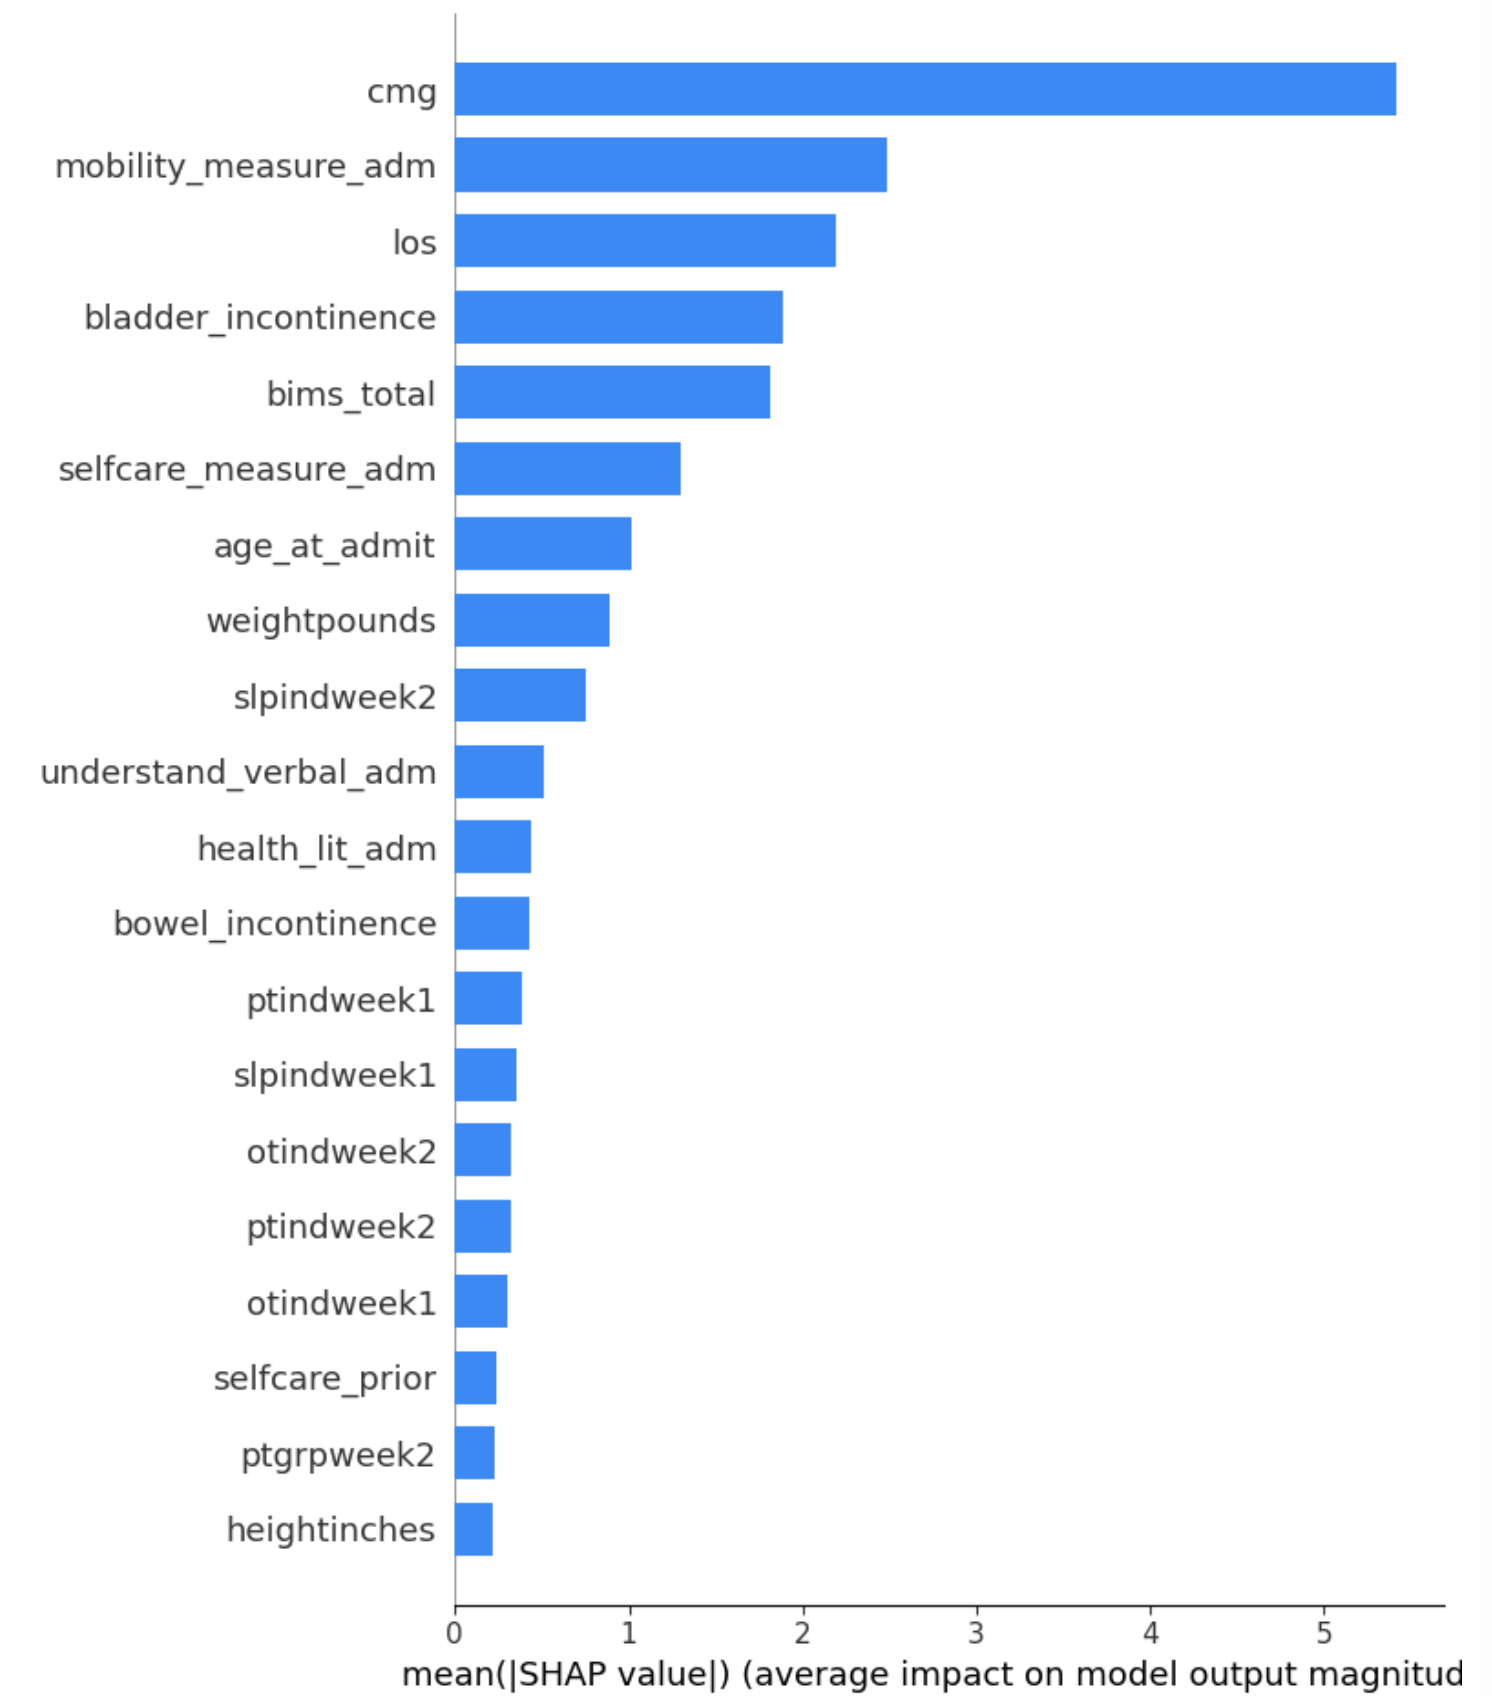 cmg
mobility_measure_adm
los
bladder_incontinence
bims_total
selfcare_measure_adm
age_at_admit
weightpounds
slpindweek2
understand_verbal_adm
health_lit_adm
bowel_incontinence
ptindweek1
slpindweek1
otindweek2
ptindweek2
otindweek1
selfcare_prior
ptgrpweek2
heightinches
0 1 2 3 4 5
mean(|SHAP value|) (average impact on model output magnitud